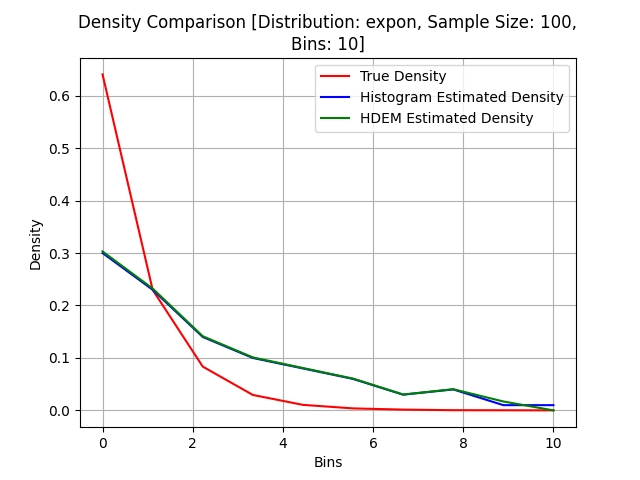 Density Comparison [Distribution: expon, Sample Size: 100,
Bins: 10]
True Density
Histogram Estimated Density
HDEM Estimated Density
Density
0.6
0.5
0.4
0.3
0.2
0.1
0.0
0 2 4 6 8 10
Bins